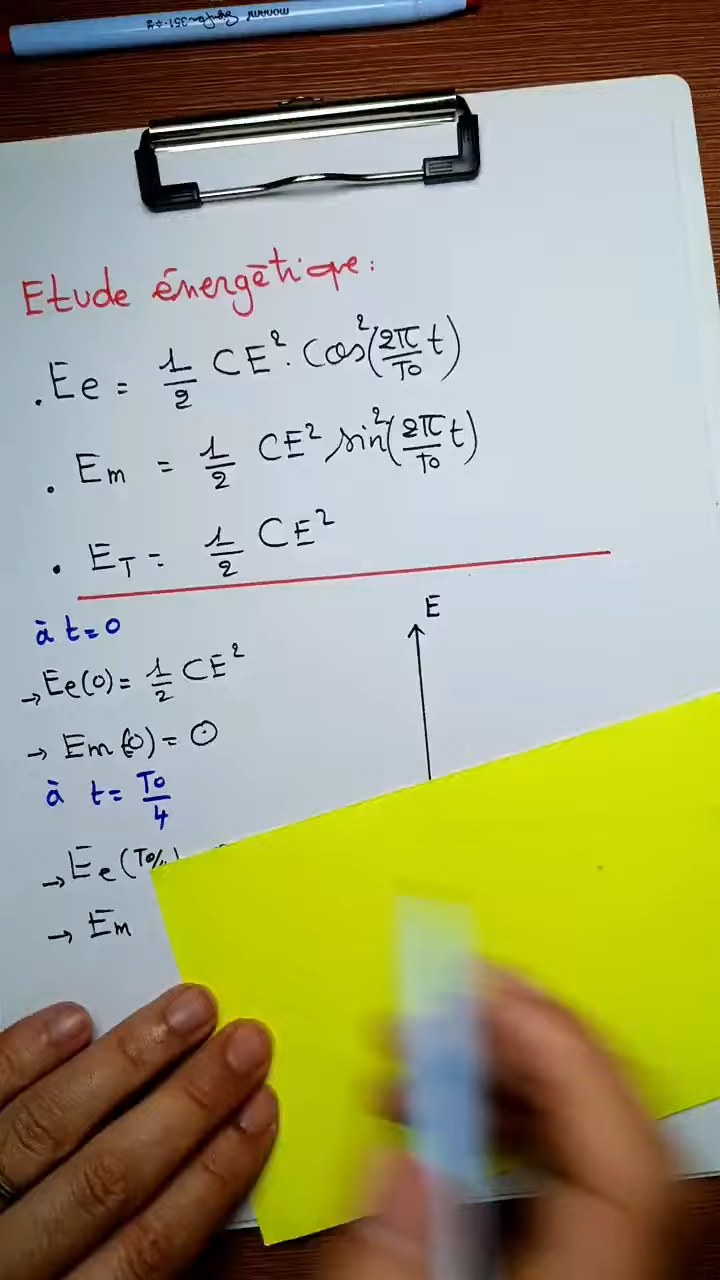 Etude énergétique:
. Ee = 1/2 CE². cos²(2π/T0 t)
. Em = 1/2 CE² sin²(2π/T0 t)
. ET = 1/2 CE²
à t=0
→ Ee(0) = 1/2 CE²
→ Em(0) = 0
à t = T0/4
→ Ee(T0/4)
→ Em
E